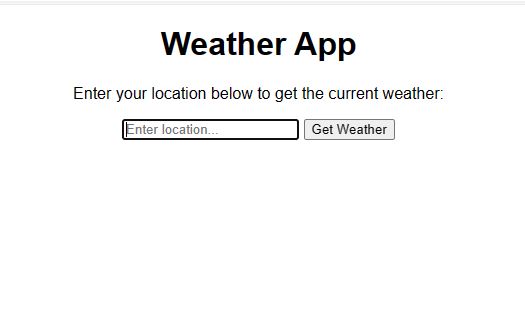 Weather App
Enter your location below to get the current weather:
Enter location... Get Weather